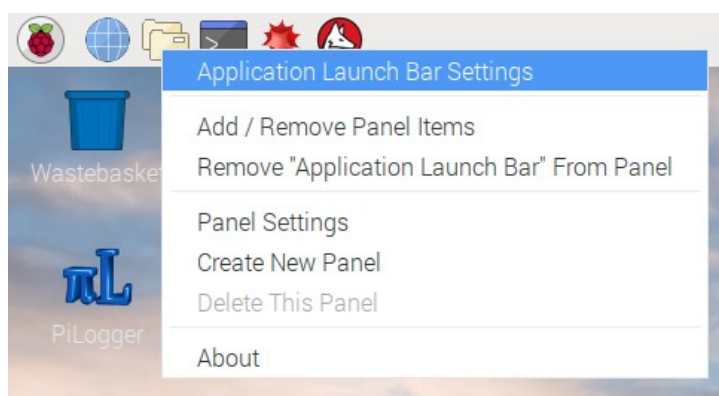 >_
Application Launch Bar Settings
Add / Remove Panel Items
Wastebasket
Remove "Application Launch Bar" From Panel
Panel Settings
Create New Panel
πL
Delete This Panel
PiLogger
About